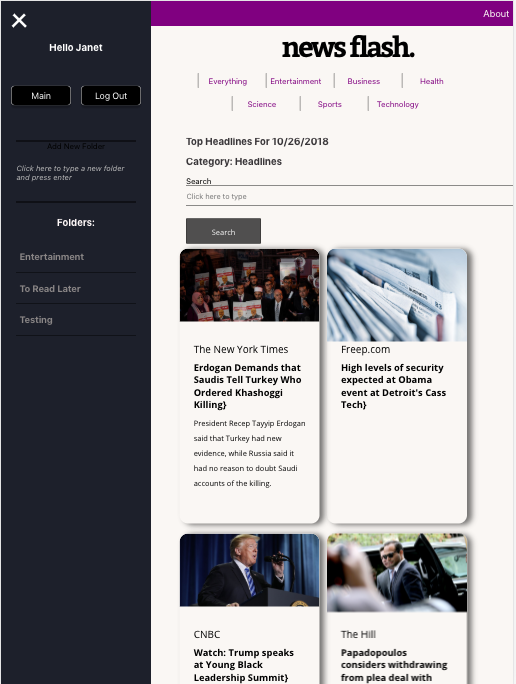 About
Hello Janet
Main
Log Out
Add New Folder
Click here to type a new folder
and press enter
Folders:
Entertainment
To Read Later
Testing
news flash.
Everything
Entertainment
Business
Health
Science
Sports
Technology
Top Headlines For 10/26/2018
Category: Headlines
Search
Click here to type
Search
The New York Times
Erdogan Demands that
Saudis Tell Turkey Who
Ordered Khashoggi
Killing}
President Recep Tayyip Erdogan
said that Turkey had new
evidence, while Russia said it
had no reason to doubt Saudi
accounts of the killing.
Freep.com
High levels of security
expected at Obama
event at Detroit's Cass
Tech}
CNBC
Watch: Trump speaks
at Young Black
Leadership Summit}
The Hill
Papadopoulos
considers withdrawing
from plea deal with